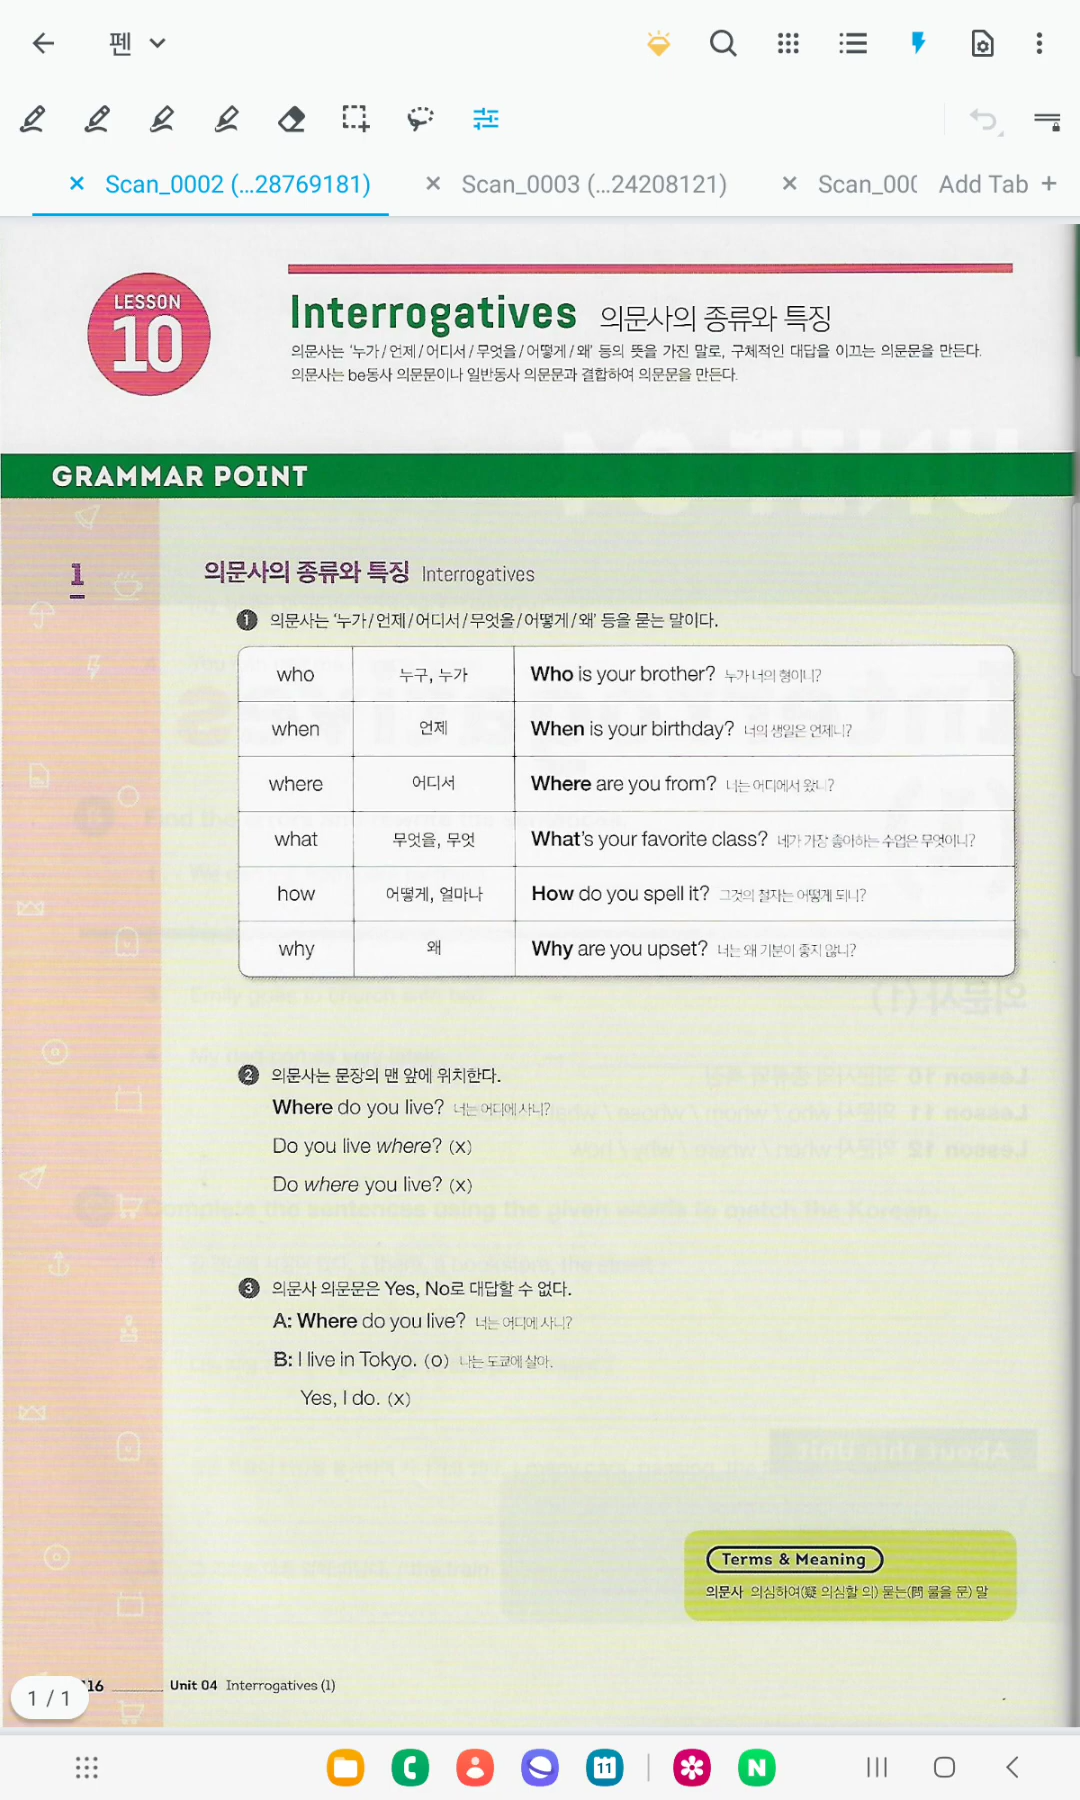 펜
Scan_0002 (...28769181)
Scan_0003 (...24208121)
Add Tab +
LESSON
10
Interrogatives 의문사의 종류와 특징
의문사는 '누가/언제/어디서/무엇을/어떻게/왜' 등의 뜻을 가진 말로, 구체적인 대답을 이끄는 의문문을 만든다.
의문사는 be동사 의문문이나 일반동사 의문문과 결합하여 의문문을 만든다.
GRAMMAR POINT
1 의문사의 종류와 특징 Interrogatives
1 의문사는 '누가/언제/어디서/무엇을/어떻게/왜' 등을 묻는 말이다.
who 누구, 누가 Who is your brother? 누가 너의 형이니?
when 언제 When is your birthday? 너의 생일은 언제니?
where 어디서 Where are you from? 너는 어디에서 왔니?
what 무엇을, 무엇 What's your favorite class? 네가 가장 좋아하는 수업은 무엇이니?
how 어떻게, 얼마나 How do you spell it? 그것의 철자는 어떻게 되니?
why 왜 Why are you upset? 너는 왜 기분이 좋지 않니?
2 의문사는 문장의 맨 앞에 위치한다.
Where do you live? 너는 어디에 사니?
Do you live where? (x)
Do where you live? (x)
3 의문사 의문문은 Yes, No로 대답할 수 없다.
A: Where do you live? 너는 어디에 사니?
B: I live in Tokyo. (o) 나는 도쿄에 살아.
Yes, I do. (x)
Terms & Meaning
의문사 의심하여(疑 의심할 의) 묻는(問 물을 문) 말
116 Unit 04 Interrogatives (1)
1 / 1
11
N